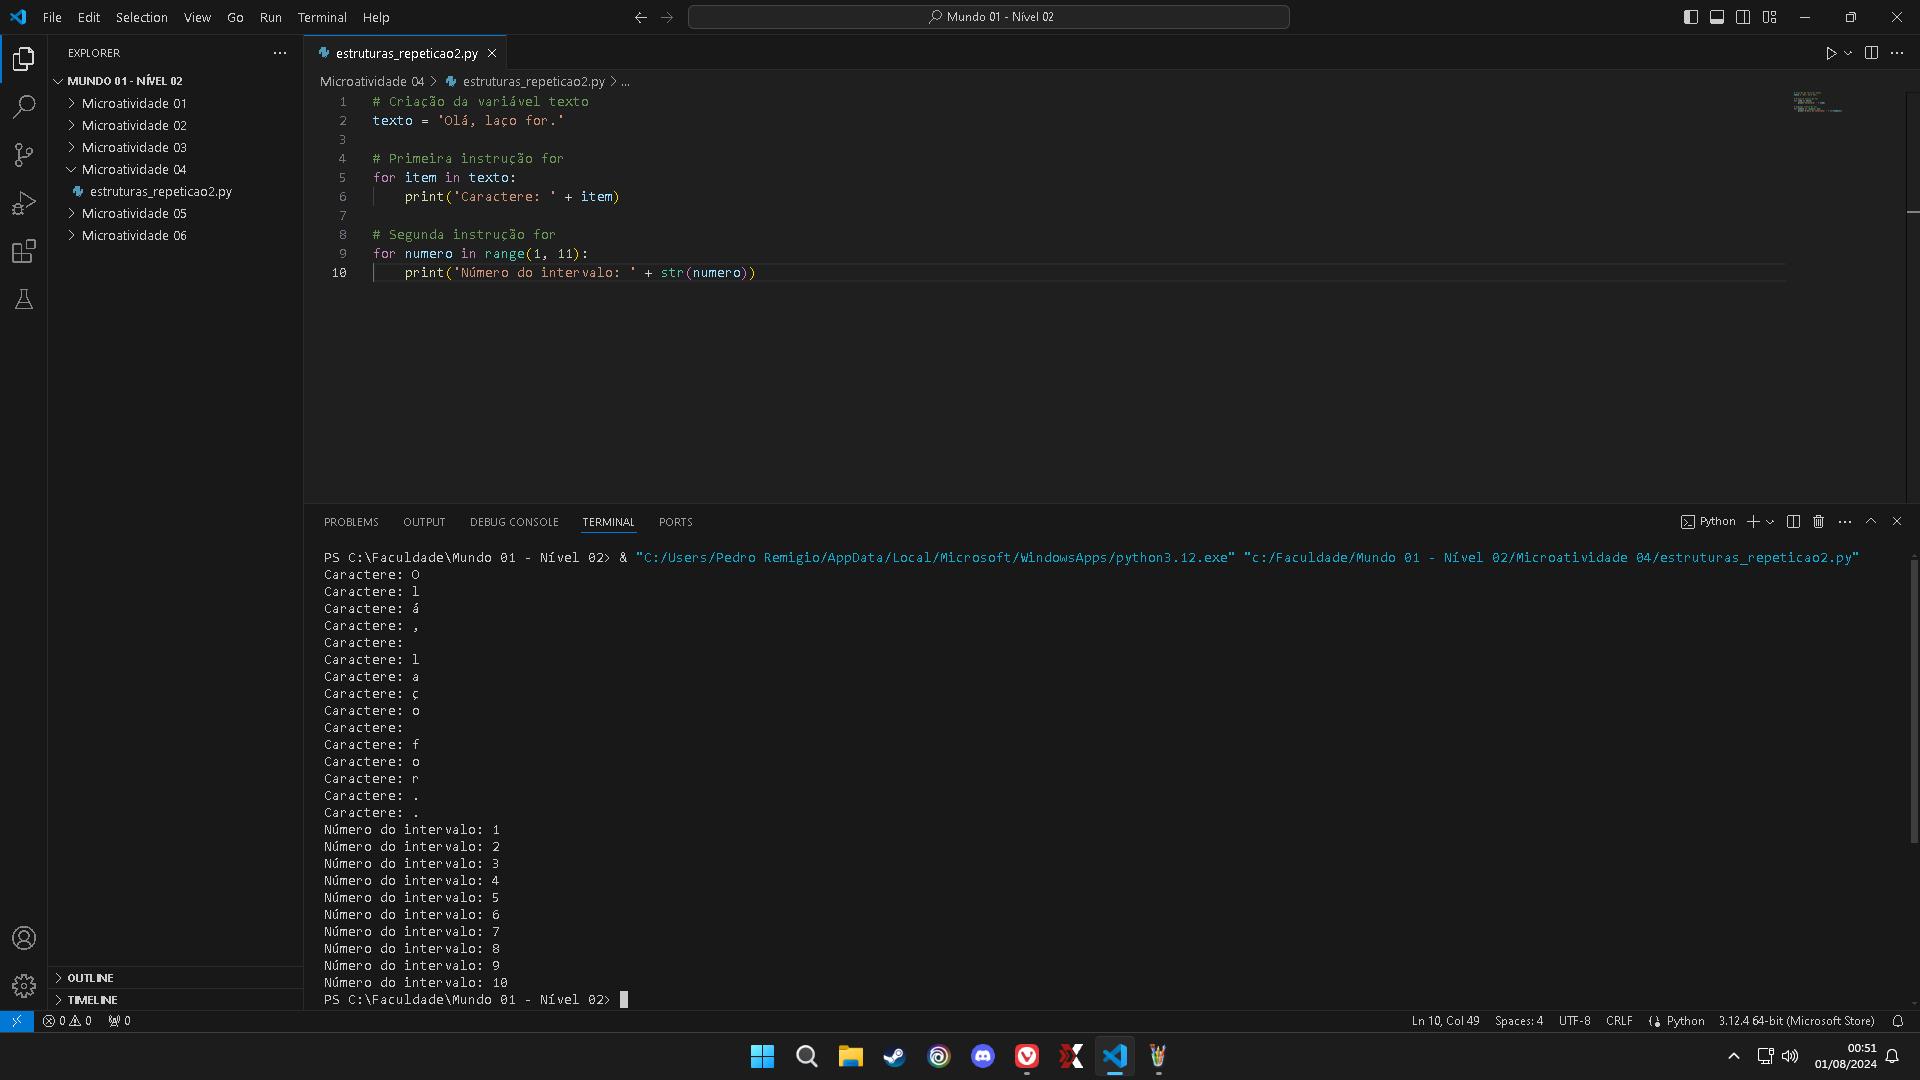 File Edit Selection View Go Run Terminal Help
Mundo 01 - Nível 02
EXPLORER
MUNDO 01 - NÍVEL 02
Microatividade 01
Microatividade 02
Microatividade 03
Microatividade 04
estruturas_repeticao2.py
Microatividade 05
Microatividade 06
OUTLINE
TIMELINE
estruturas_repeticao2.py
Microatividade 04 > estruturas_repeticao2.py > ...
1 # Criação da variável texto
2 texto = 'Olá, laço for.'
3
4 # Primeira instrução for
5 for item in texto:
6 print('Caractere: ' + item)
7
8 # Segunda instrução for
9 for numero in range(1, 11):
10 print('Número do intervalo: ' + str(numero))
PROBLEMS OUTPUT DEBUG CONSOLE TERMINAL PORTS
Python
PS C:\Faculdade\Mundo 01 - Nível 02> & "C:/Users/Pedro Remigio/AppData/Local/Microsoft/WindowsApps/python3.12.exe" "c:/Faculdade/Mundo 01 - Nível 02/Microatividade 04/estruturas_repeticao2.py"
Caractere: O
Caractere: l
Caractere: á
Caractere: ,
Caractere:
Caractere: l
Caractere: a
Caractere: ç
Caractere: o
Caractere:
Caractere: f
Caractere: o
Caractere: r
Caractere: .
Caractere: .
Número do intervalo: 1
Número do intervalo: 2
Número do intervalo: 3
Número do intervalo: 4
Número do intervalo: 5
Número do intervalo: 6
Número do intervalo: 7
Número do intervalo: 8
Número do intervalo: 9
Número do intervalo: 10
PS C:\Faculdade\Mundo 01 - Nível 02>
0 0 0
Ln 10, Col 49 Spaces: 4 UTF-8 CRLF Python 3.12.4 64-bit (Microsoft Store)
00:51
01/08/2024